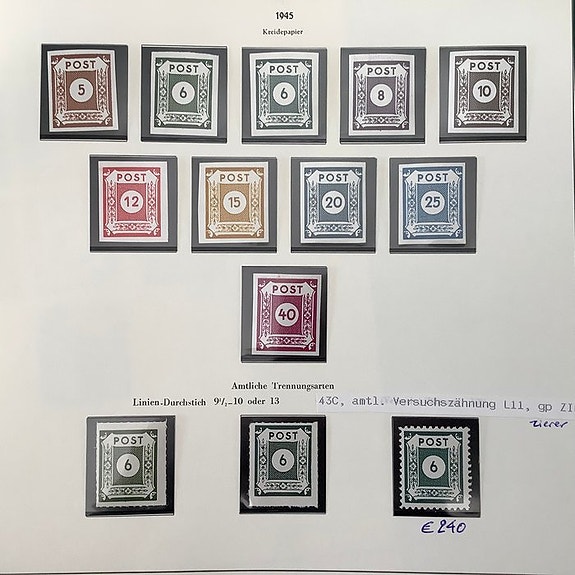 1945
Kreidepapier
POST POST POST POST POST
5 6 6 8 10
POST POST POST POST
12 15 20 25
POST
40
Amtliche Trennungsarten
Linien-Durchstich 9½–10 oder 13 43C, amtl. Versuchszähnung L11, gp ZI
Zierer
POST POST POST
6 6 6
€240